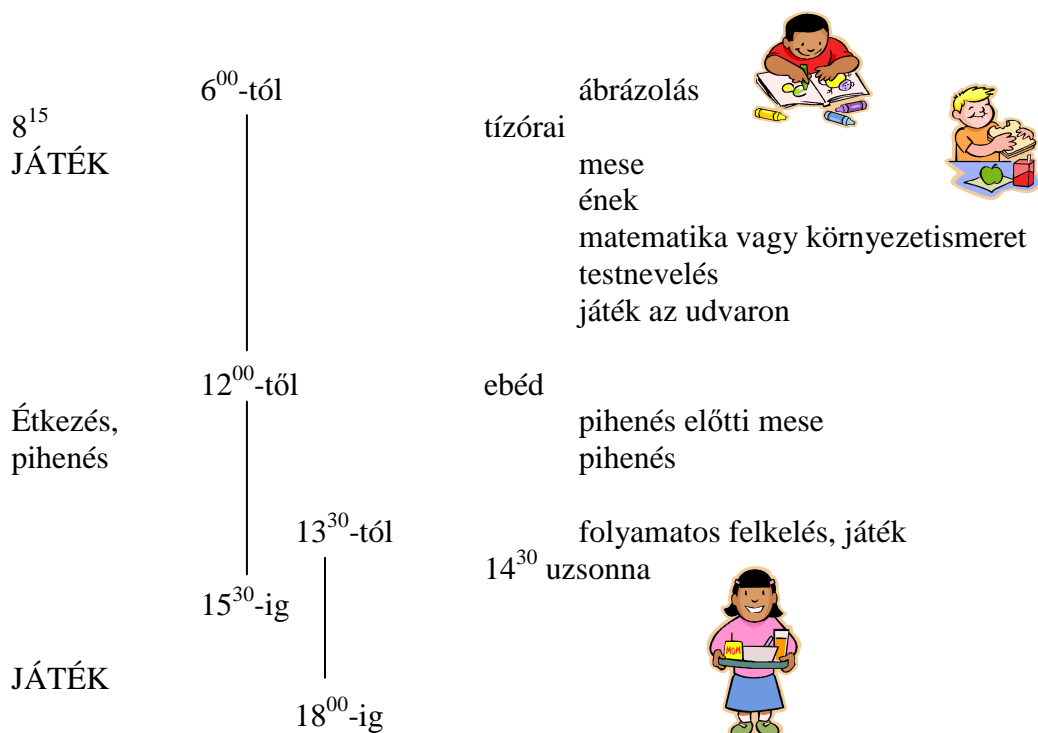 6⁰⁰-tól ábrázolás
8¹⁵ tízórai
JÁTÉK mese
ének
matematika vagy környezetismeret
testnevelés
játék az udvaron
12⁰⁰-től ebéd
Étkezés, pihenés előtti mese
pihenés pihenés
13³⁰-tól folyamatos felkelés, játék
14³⁰ uzsonna
15³⁰-ig
MOM
JÁTÉK
18⁰⁰-ig